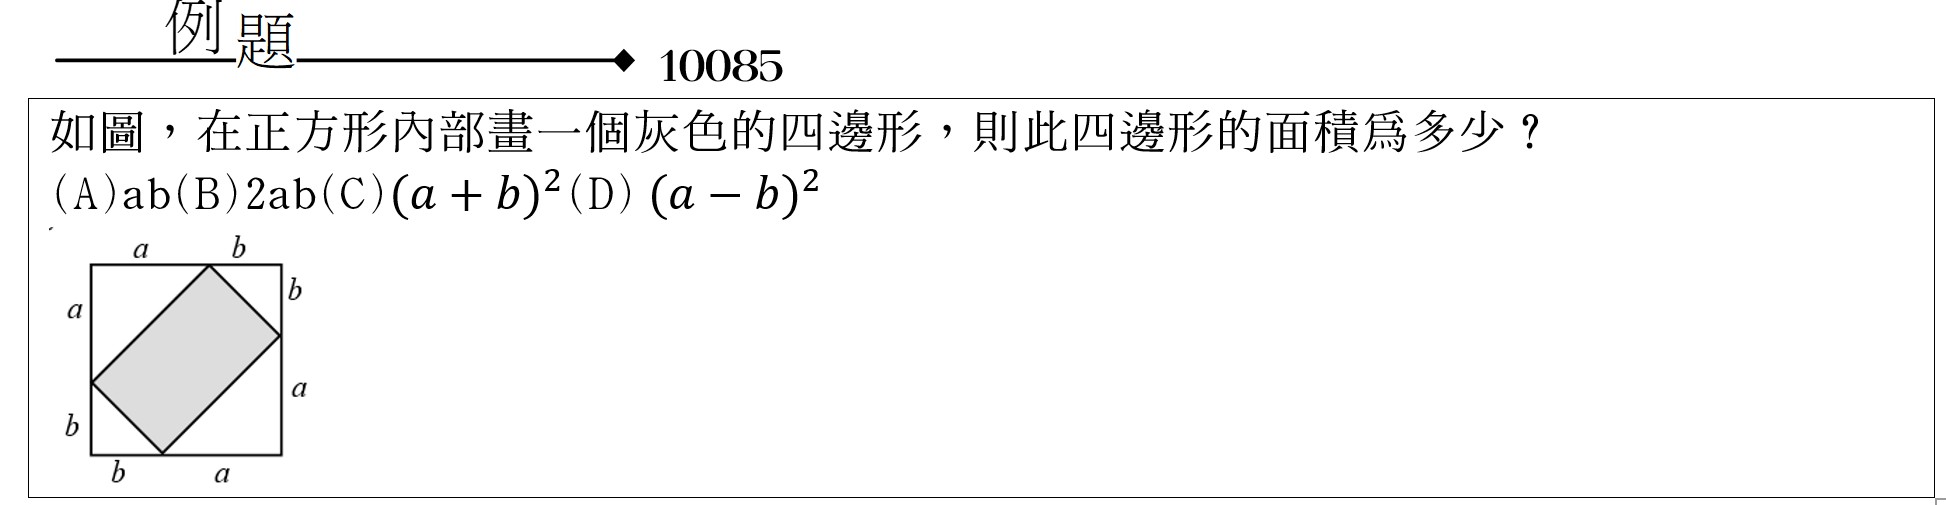 例題 10085
如圖，在正方形內部畫一個灰色的四邊形，則此四邊形的面積為多少？
(A)ab(B)2ab(C)(a + b)²(D) (a − b)²
a b
b
a
a
b
b a